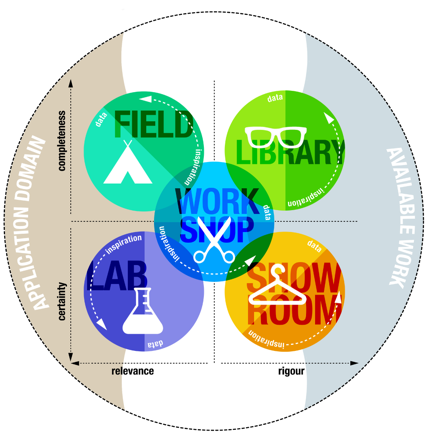 APPLICATION DOMAIN
AVAILABLE WORK
completeness
certainty
relevance
rigour
FIELD
data
inspiration
LIBRARY
data
inspiration
WORK
SHOP
data
inspiration
LAB
inspiration
data
SHOW
ROOM
data
inspiration